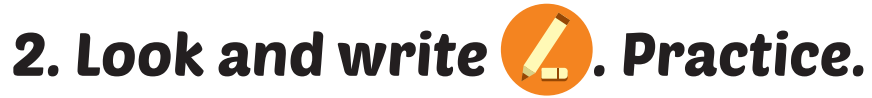 2. Look and write . Practice.